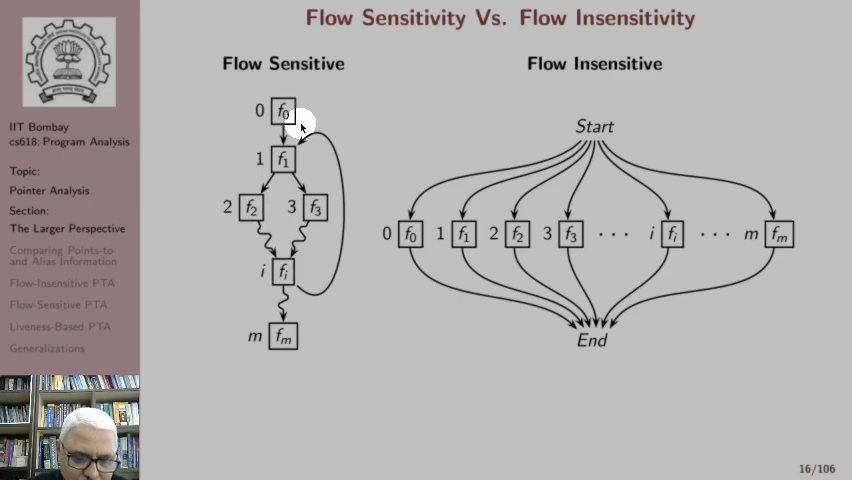 Flow Sensitivity Vs. Flow Insensitivity
IIT Bombay
cs618: Program Analysis
Topic:
Pointer Analysis
Section:
The Larger Perspective
Comparing Points-to
and Alias Information
Flow-Insensitive PTA
Flow-Sensitive PTA
Liveness-Based PTA
Generalizations
Flow Sensitive
0 f0
1 f1
2 f2 3 f3
i fi
m fm
Flow Insensitive
Start
0 f0 1 f1 2 f2 3 f3 · · · i fi · · · m fm
End
16/106